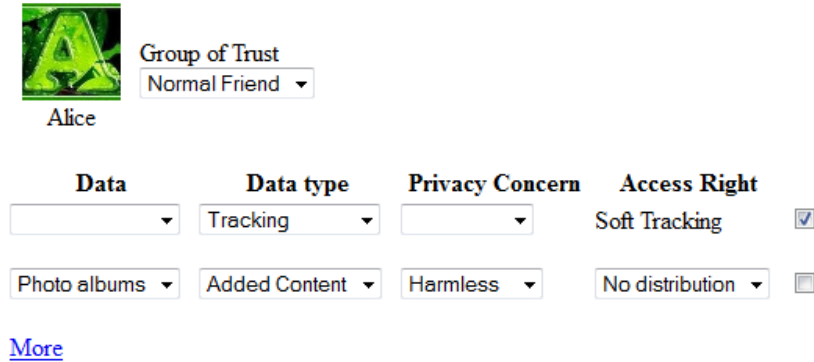 A
Group of Trust
Normal Friend
Alice
Data Data type Privacy Concern Access Right
Tracking Soft Tracking
Photo albums Added Content Harmless No distribution
More